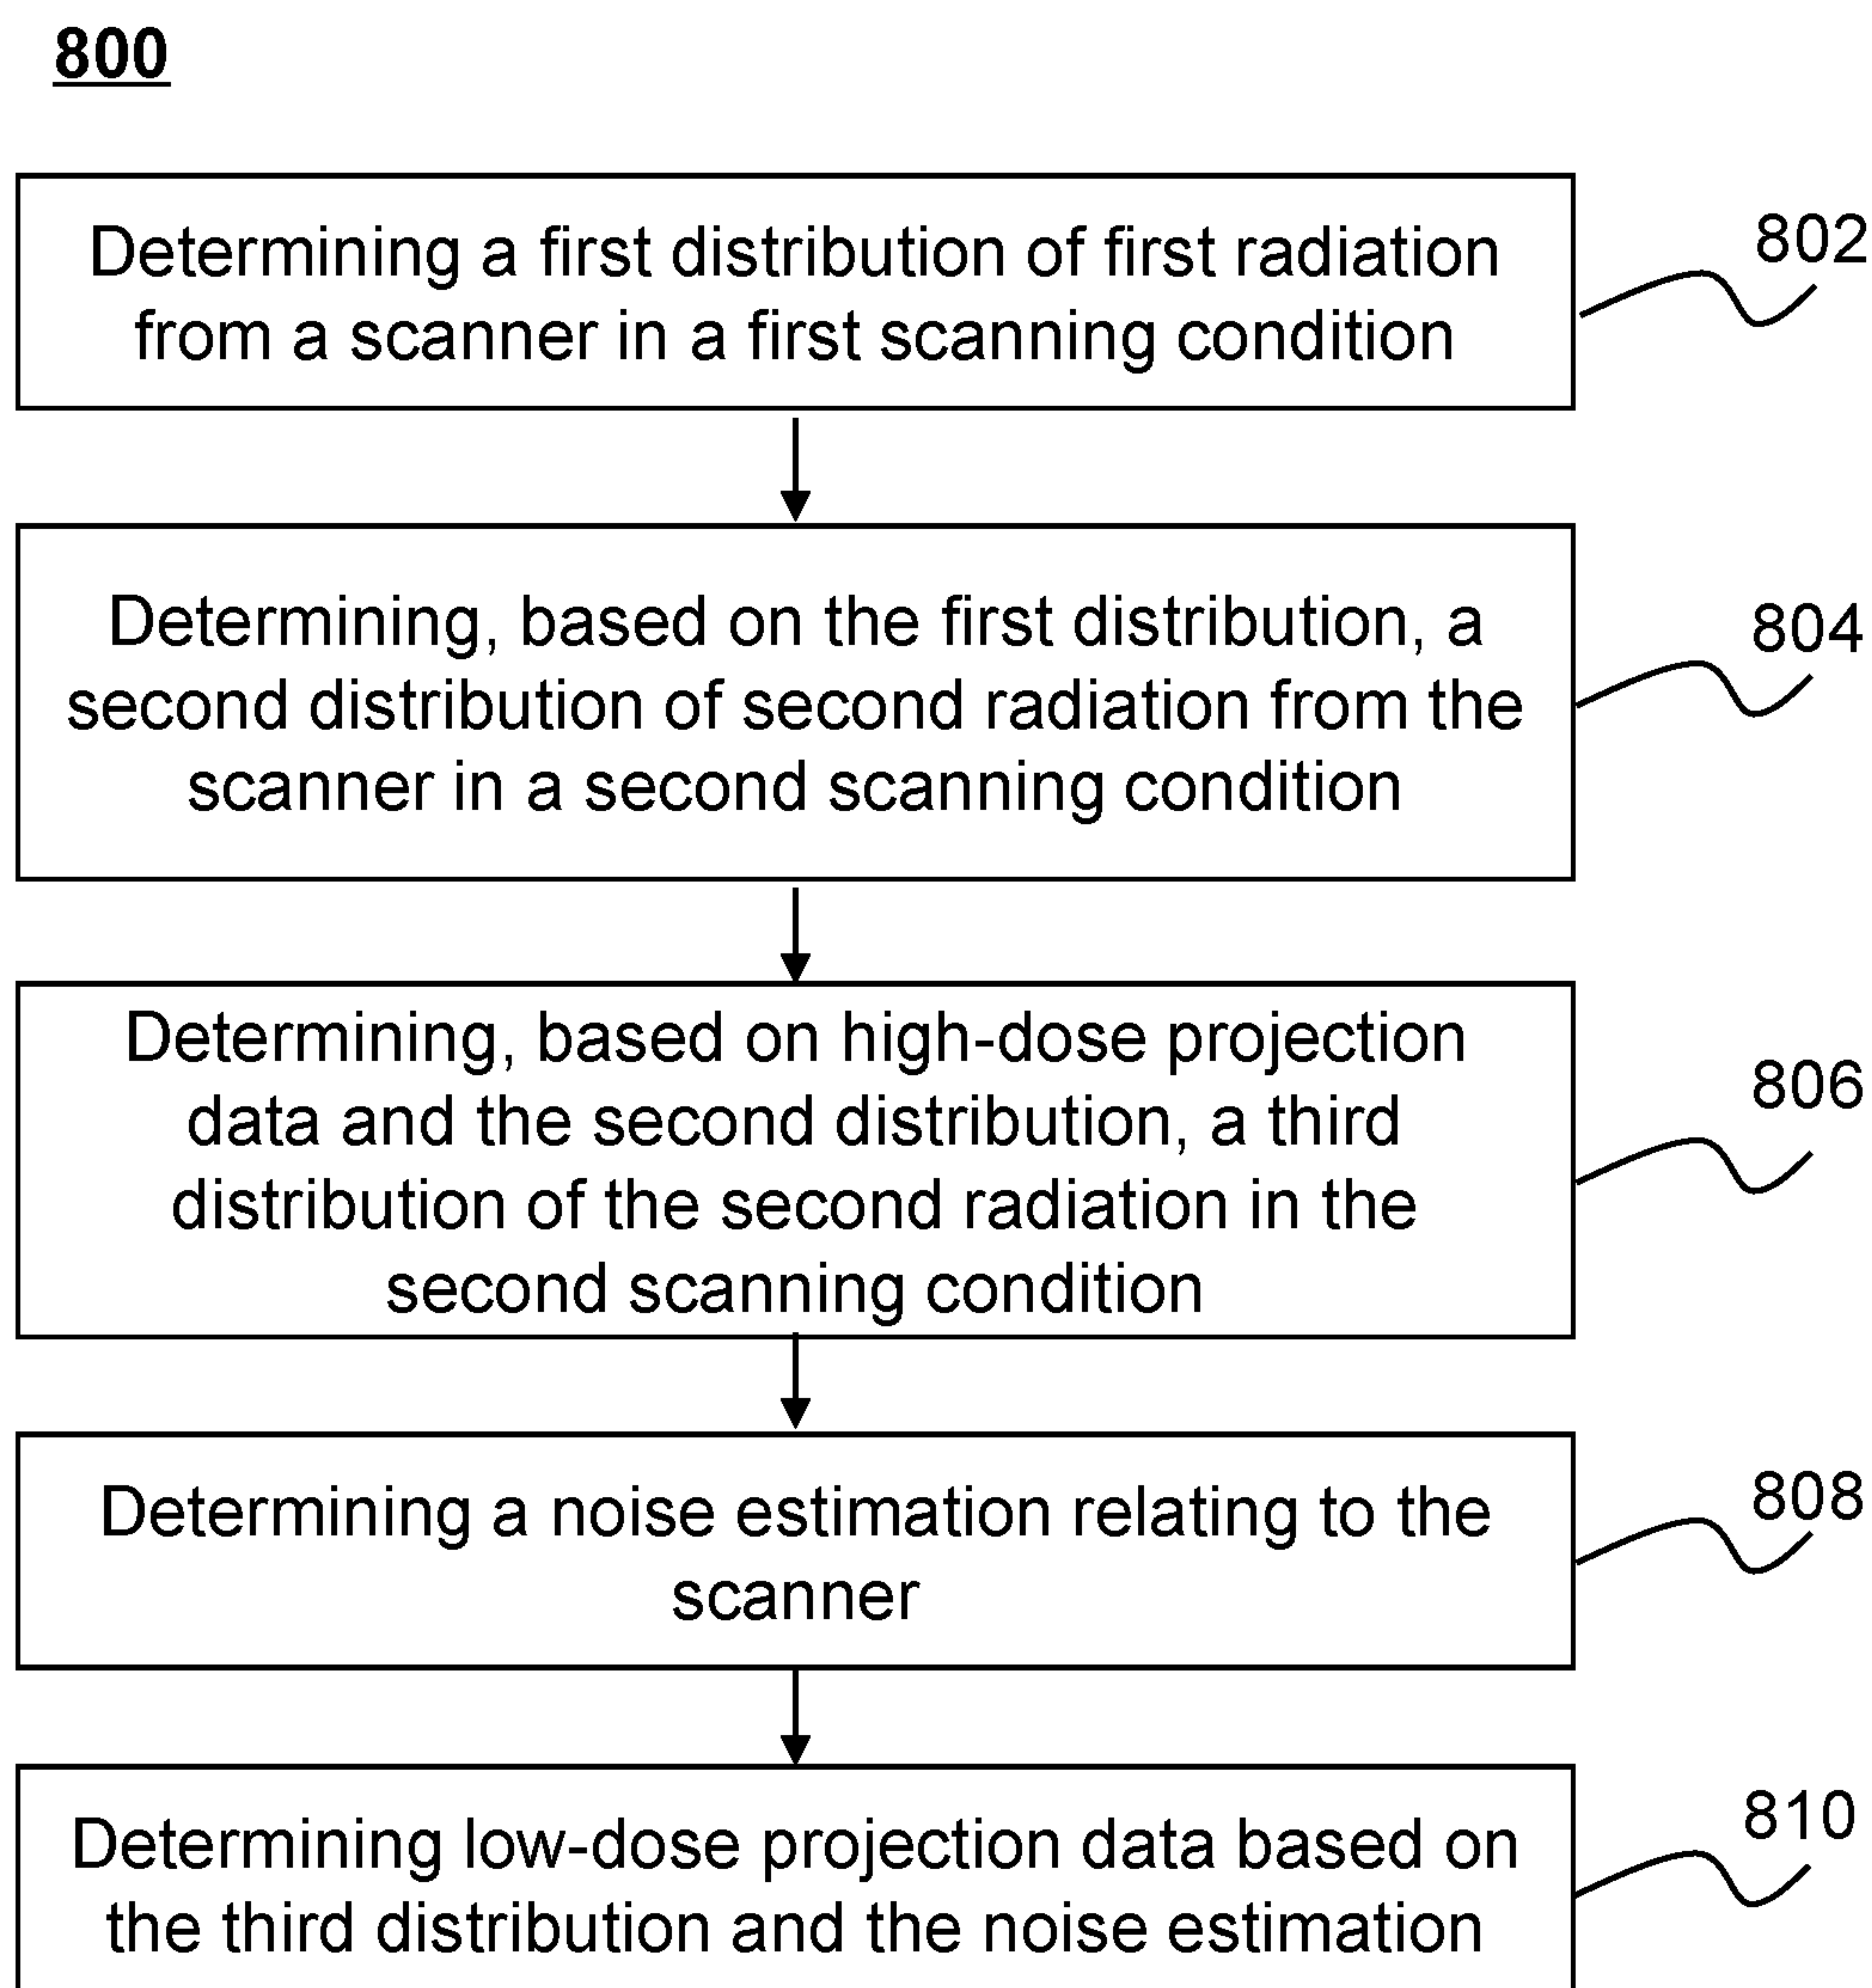 800
Determining a first distribution of first radiation
from a scanner in a first scanning condition
802
Determining, based on the first distribution, a
second distribution of second radiation from the
scanner in a second scanning condition
804
Determining, based on high-dose projection
data and the second distribution, a third
distribution of the second radiation in the
second scanning condition
806
Determining a noise estimation relating to the
scanner
808
Determining low-dose projection data based on
the third distribution and the noise estimation
810